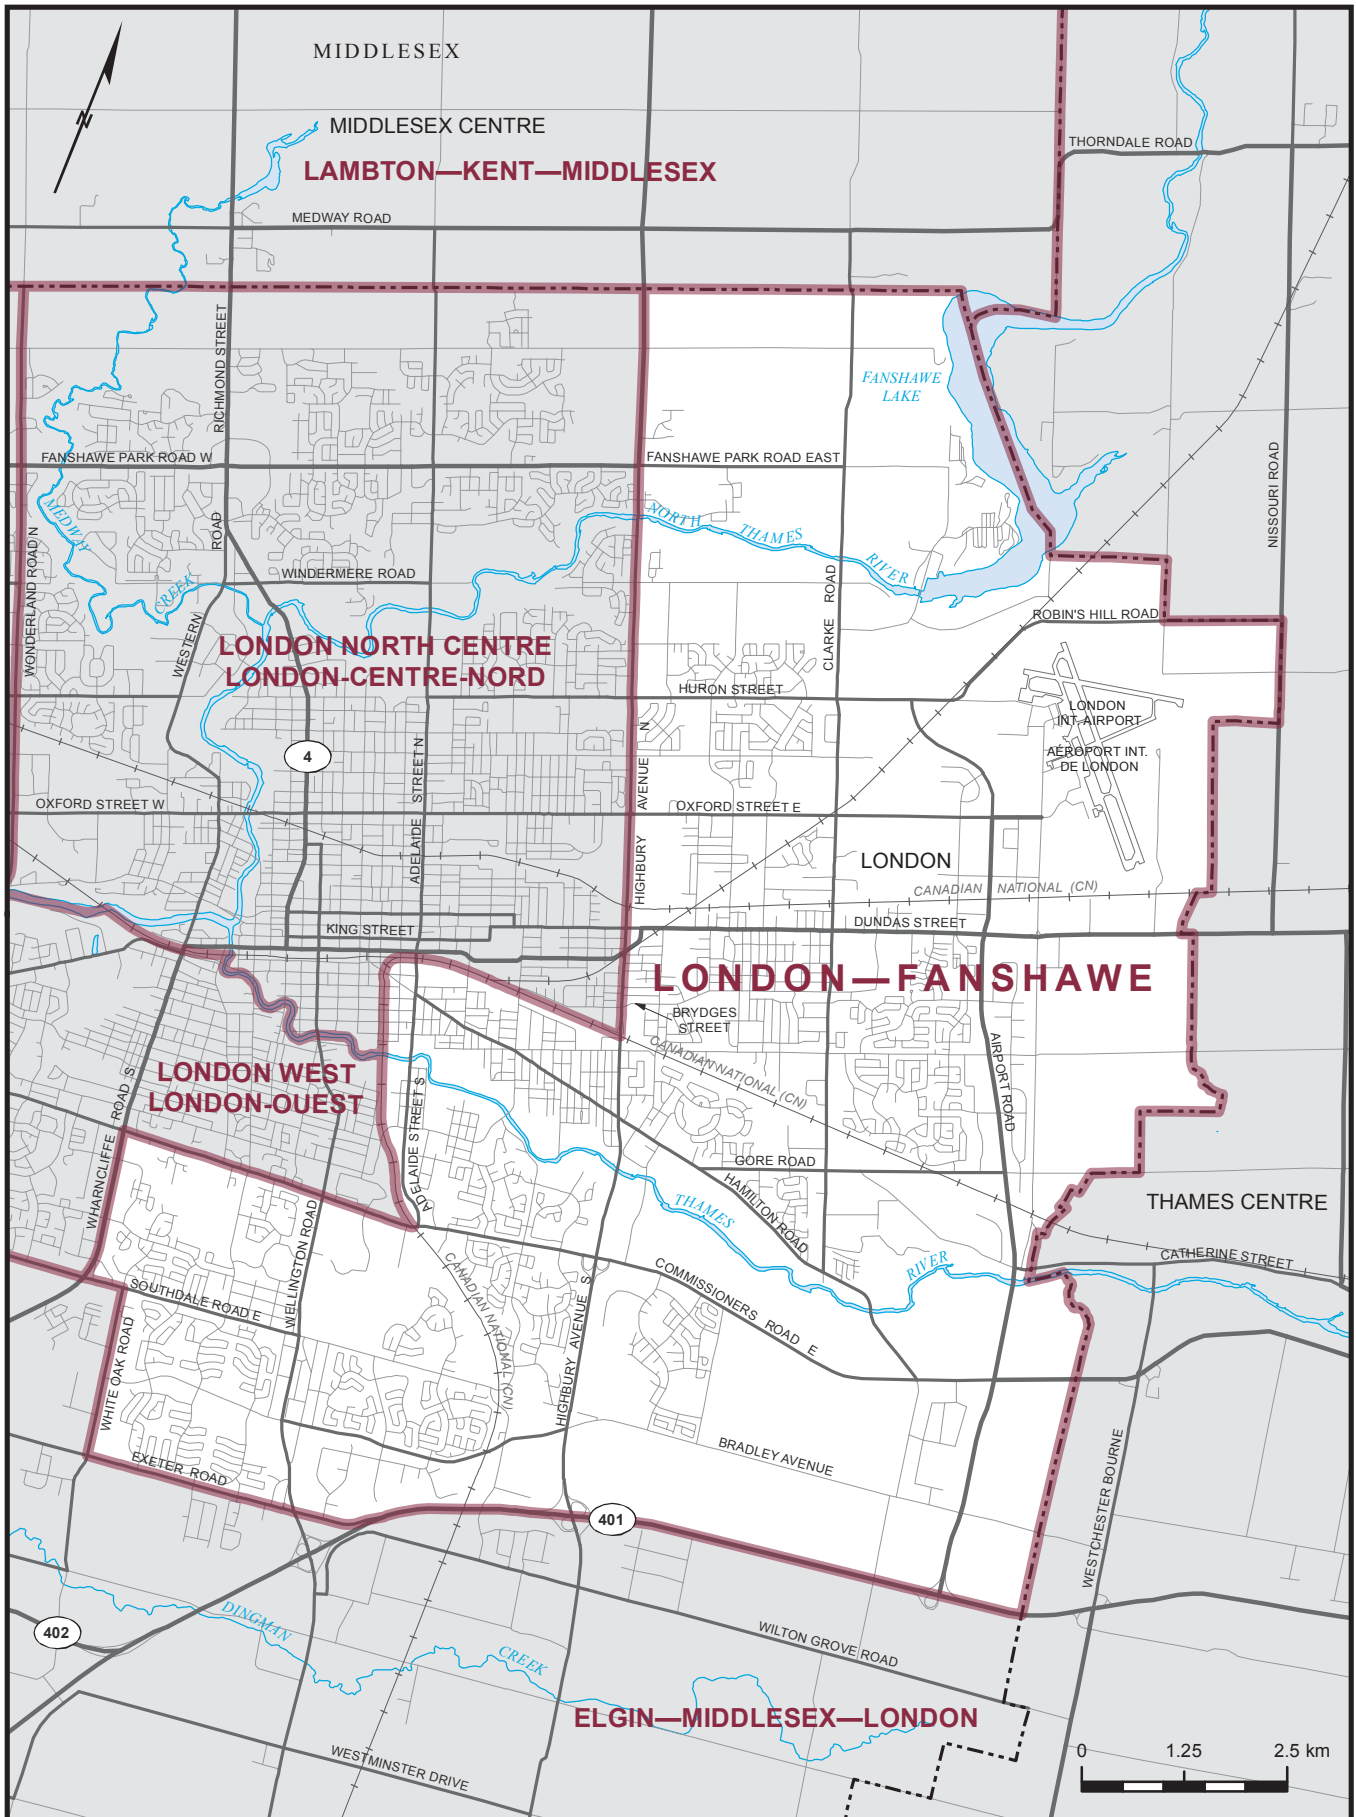 MIDDLESEX
N
MIDDLESEX CENTRE
LAMBTON—KENT—MIDDLESEX
THORNDALE ROAD
MEDWAY ROAD
RICHMOND STREET
FANSHAWE
LAKE
FANSHAWE PARK ROAD W
FANSHAWE PARK ROAD EAST
NISSOURI ROAD
MEDWAY
CREEK
ROAD
NORTH
THAMES
RIVER
WONDERLAND ROAD N
WINDERMERE ROAD
CLARKE ROAD
ROBIN'S HILL ROAD
WESTERN
LONDON NORTH CENTRE
LONDON-CENTRE-NORD
HURON STREET
LONDON
INT. AIRPORT
AÉROPORT INT.
DE LONDON
4
ADELAIDE STREET N
HIGHBURY AVENUE N
OXFORD STREET W
OXFORD STREET E
LONDON
CANADIAN NATIONAL (CN)
KING STREET
DUNDAS STREET
LONDON—FANSHAWE
BRYDGES
STREET
CANADIAN NATIONAL (CN)
AIRPORT ROAD
LONDON WEST
LONDON-OUEST
WHARNCLIFFE ROAD S
ADELAIDE STREET S
GORE ROAD
HAMILTON ROAD
THAMES
RIVER
THAMES CENTRE
CATHERINE STREET
WELLINGTON ROAD
CANADIAN NATIONAL (CN)
COMMISSIONERS ROAD E
SOUTHDALE ROAD E
WHITE OAK ROAD
HIGHBURY AVENUE S
BRADLEY AVENUE
EXETER ROAD
WESTCHESTER BOURNE
401
402
DINGMAN
CREEK
WILTON GROVE ROAD
ELGIN—MIDDLESEX—LONDON
WESTMINSTER DRIVE
0 1.25 2.5 km